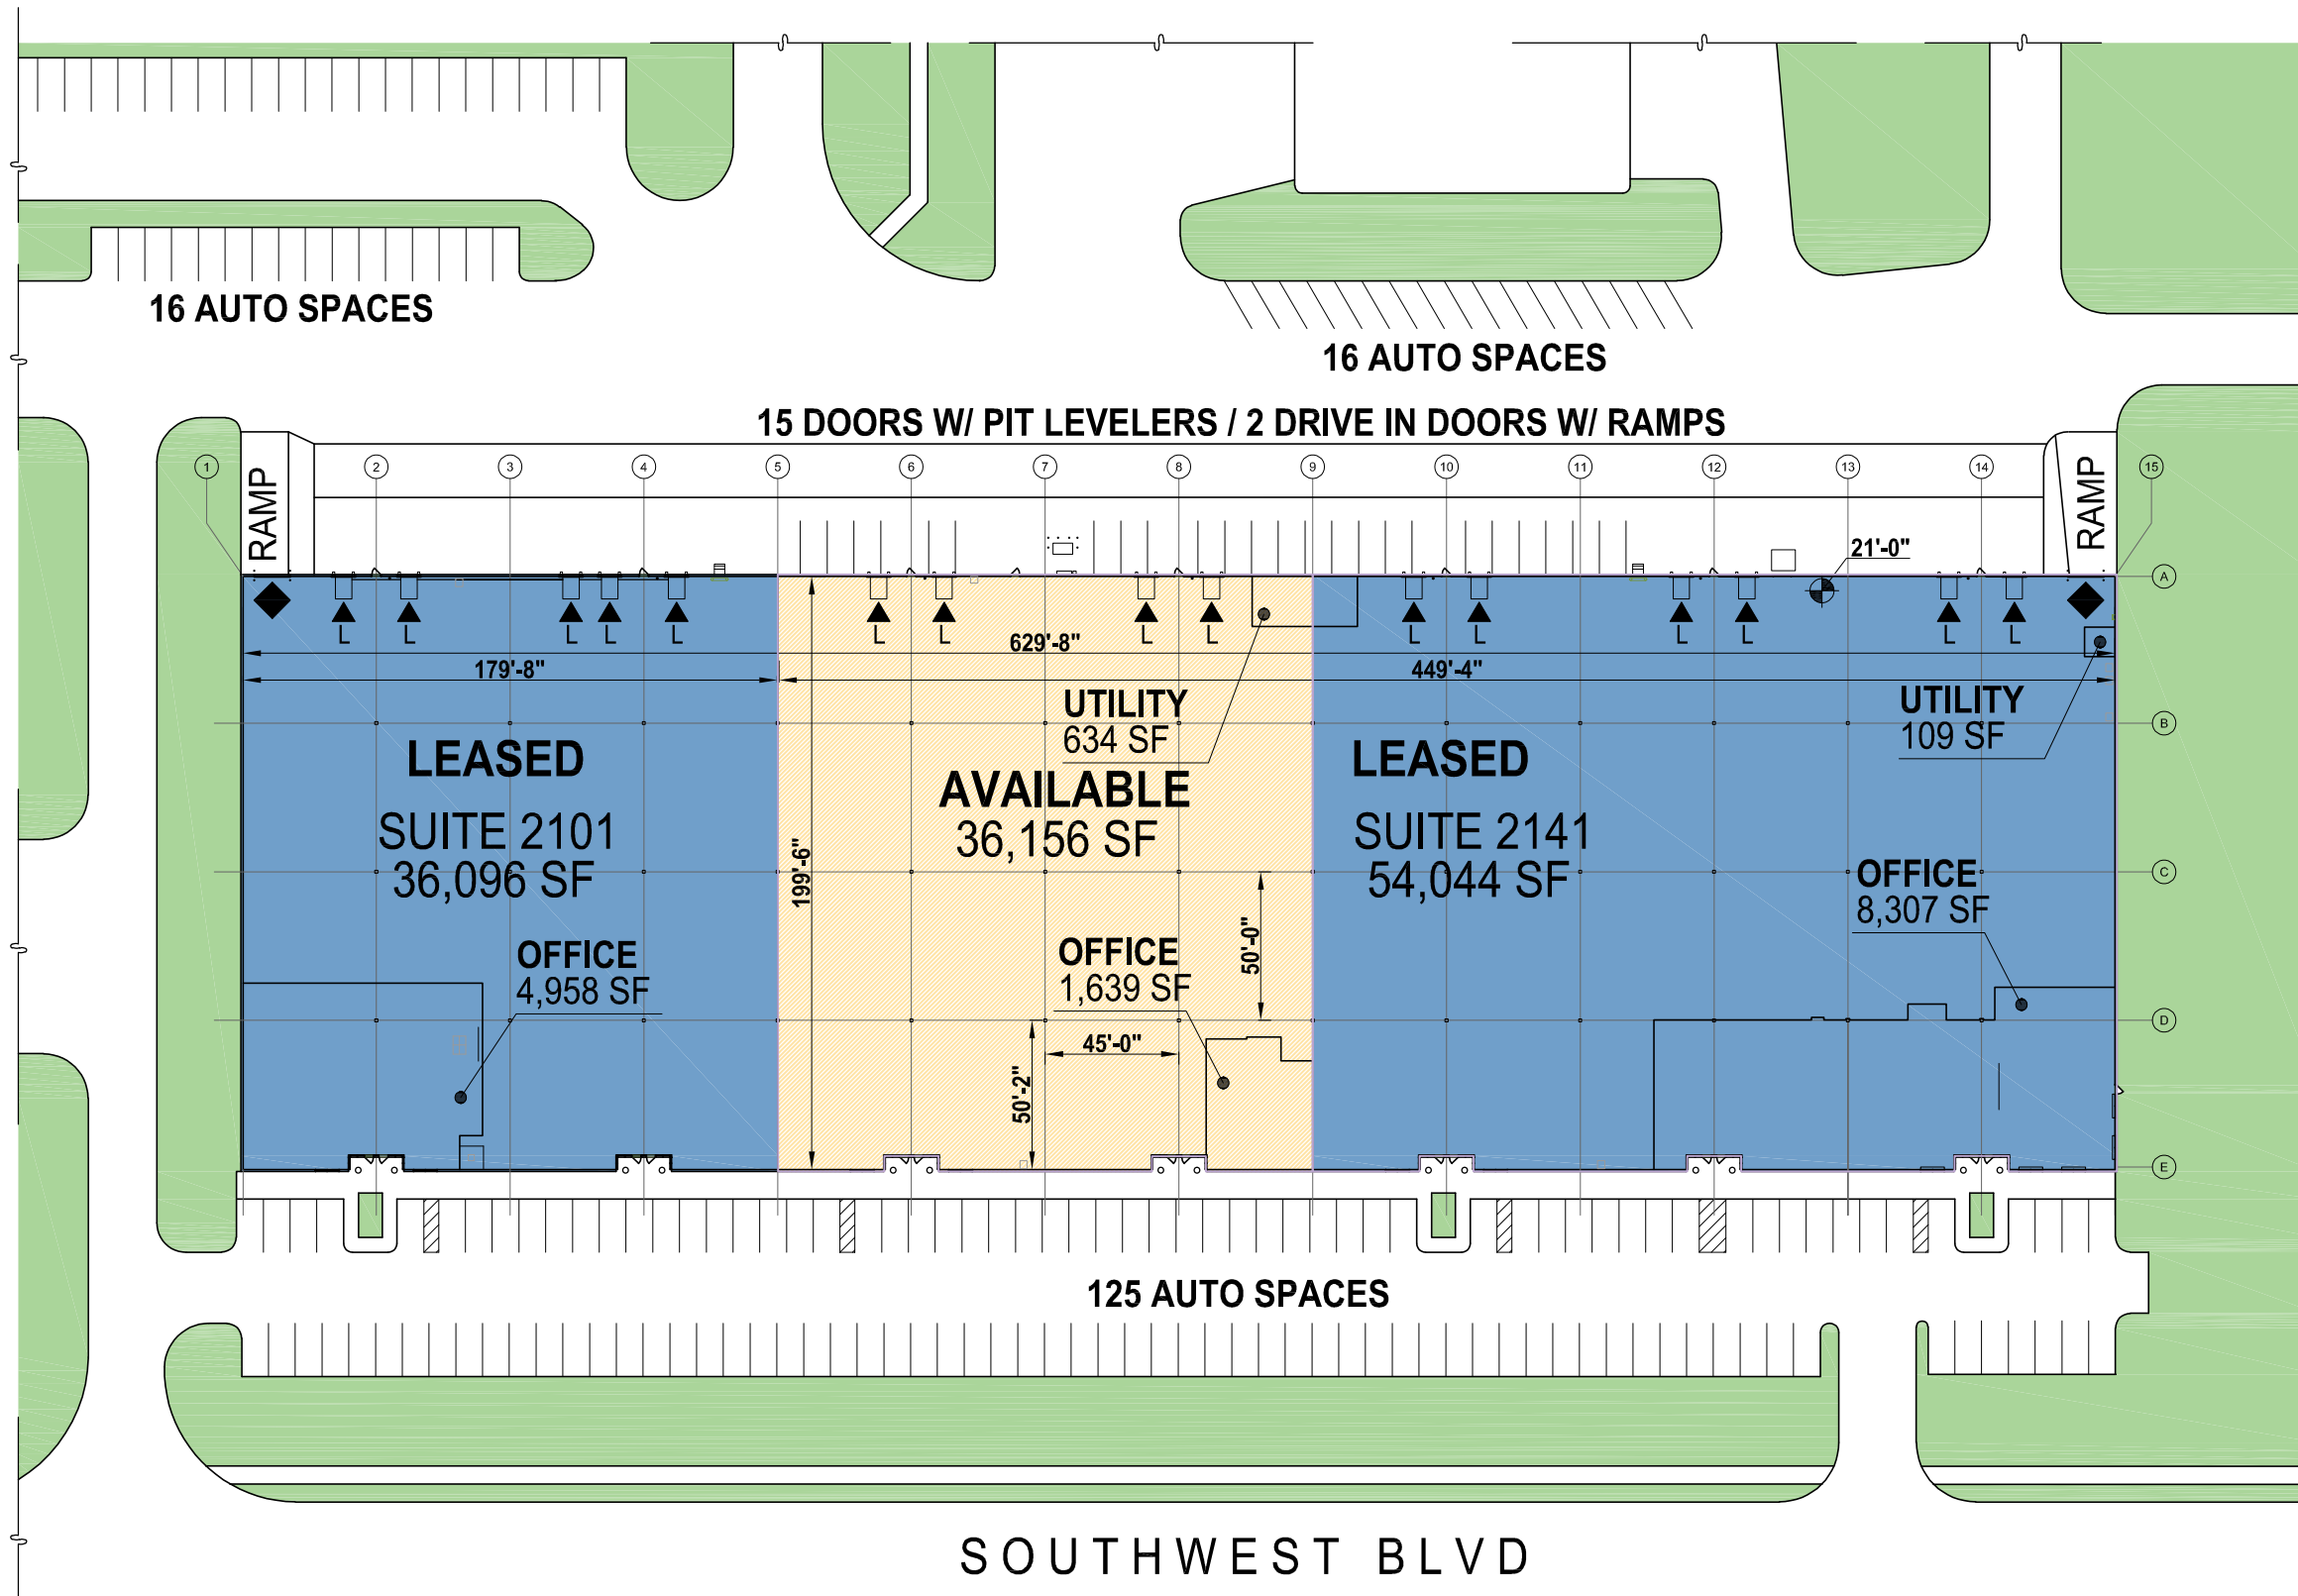 16 AUTO SPACES
16 AUTO SPACES
15 DOORS W/ PIT LEVELERS / 2 DRIVE IN DOORS W/ RAMPS
1 2 3 4 5 6 7 8 9 10 11 12 13 14 15
RAMP
RAMP
21'-0"
A
L L L L L L L L L L L L L L L
629'-8"
179'-8"
449'-4"
UTILITY
634 SF
UTILITY
109 SF
B
LEASED
SUITE 2101
36,096 SF
AVAILABLE
36,156 SF
LEASED
SUITE 2141
54,044 SF
199'-6"
C
OFFICE
8,307 SF
OFFICE
4,958 SF
OFFICE
1,639 SF
50'-0"
D
45'-0"
50'-2"
E
125 AUTO SPACES
SOUTHWEST BLVD